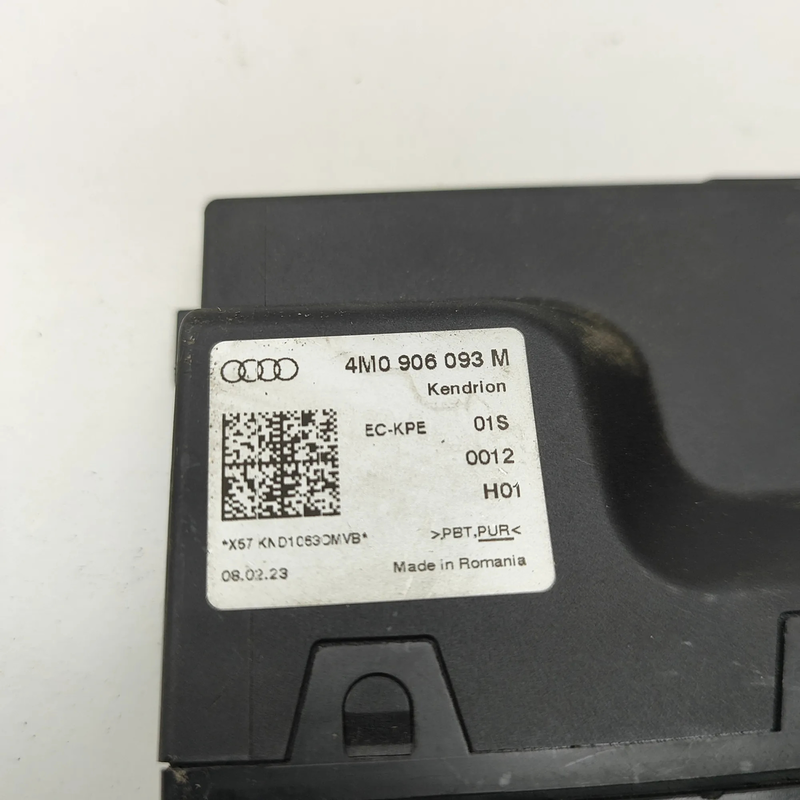 4M0 906 093 M
Kendrion
EC-KPE 01S
0012
H01
*X57 KND1063OMVB* >PBT,PUR<
08.02.23 Made in Romania